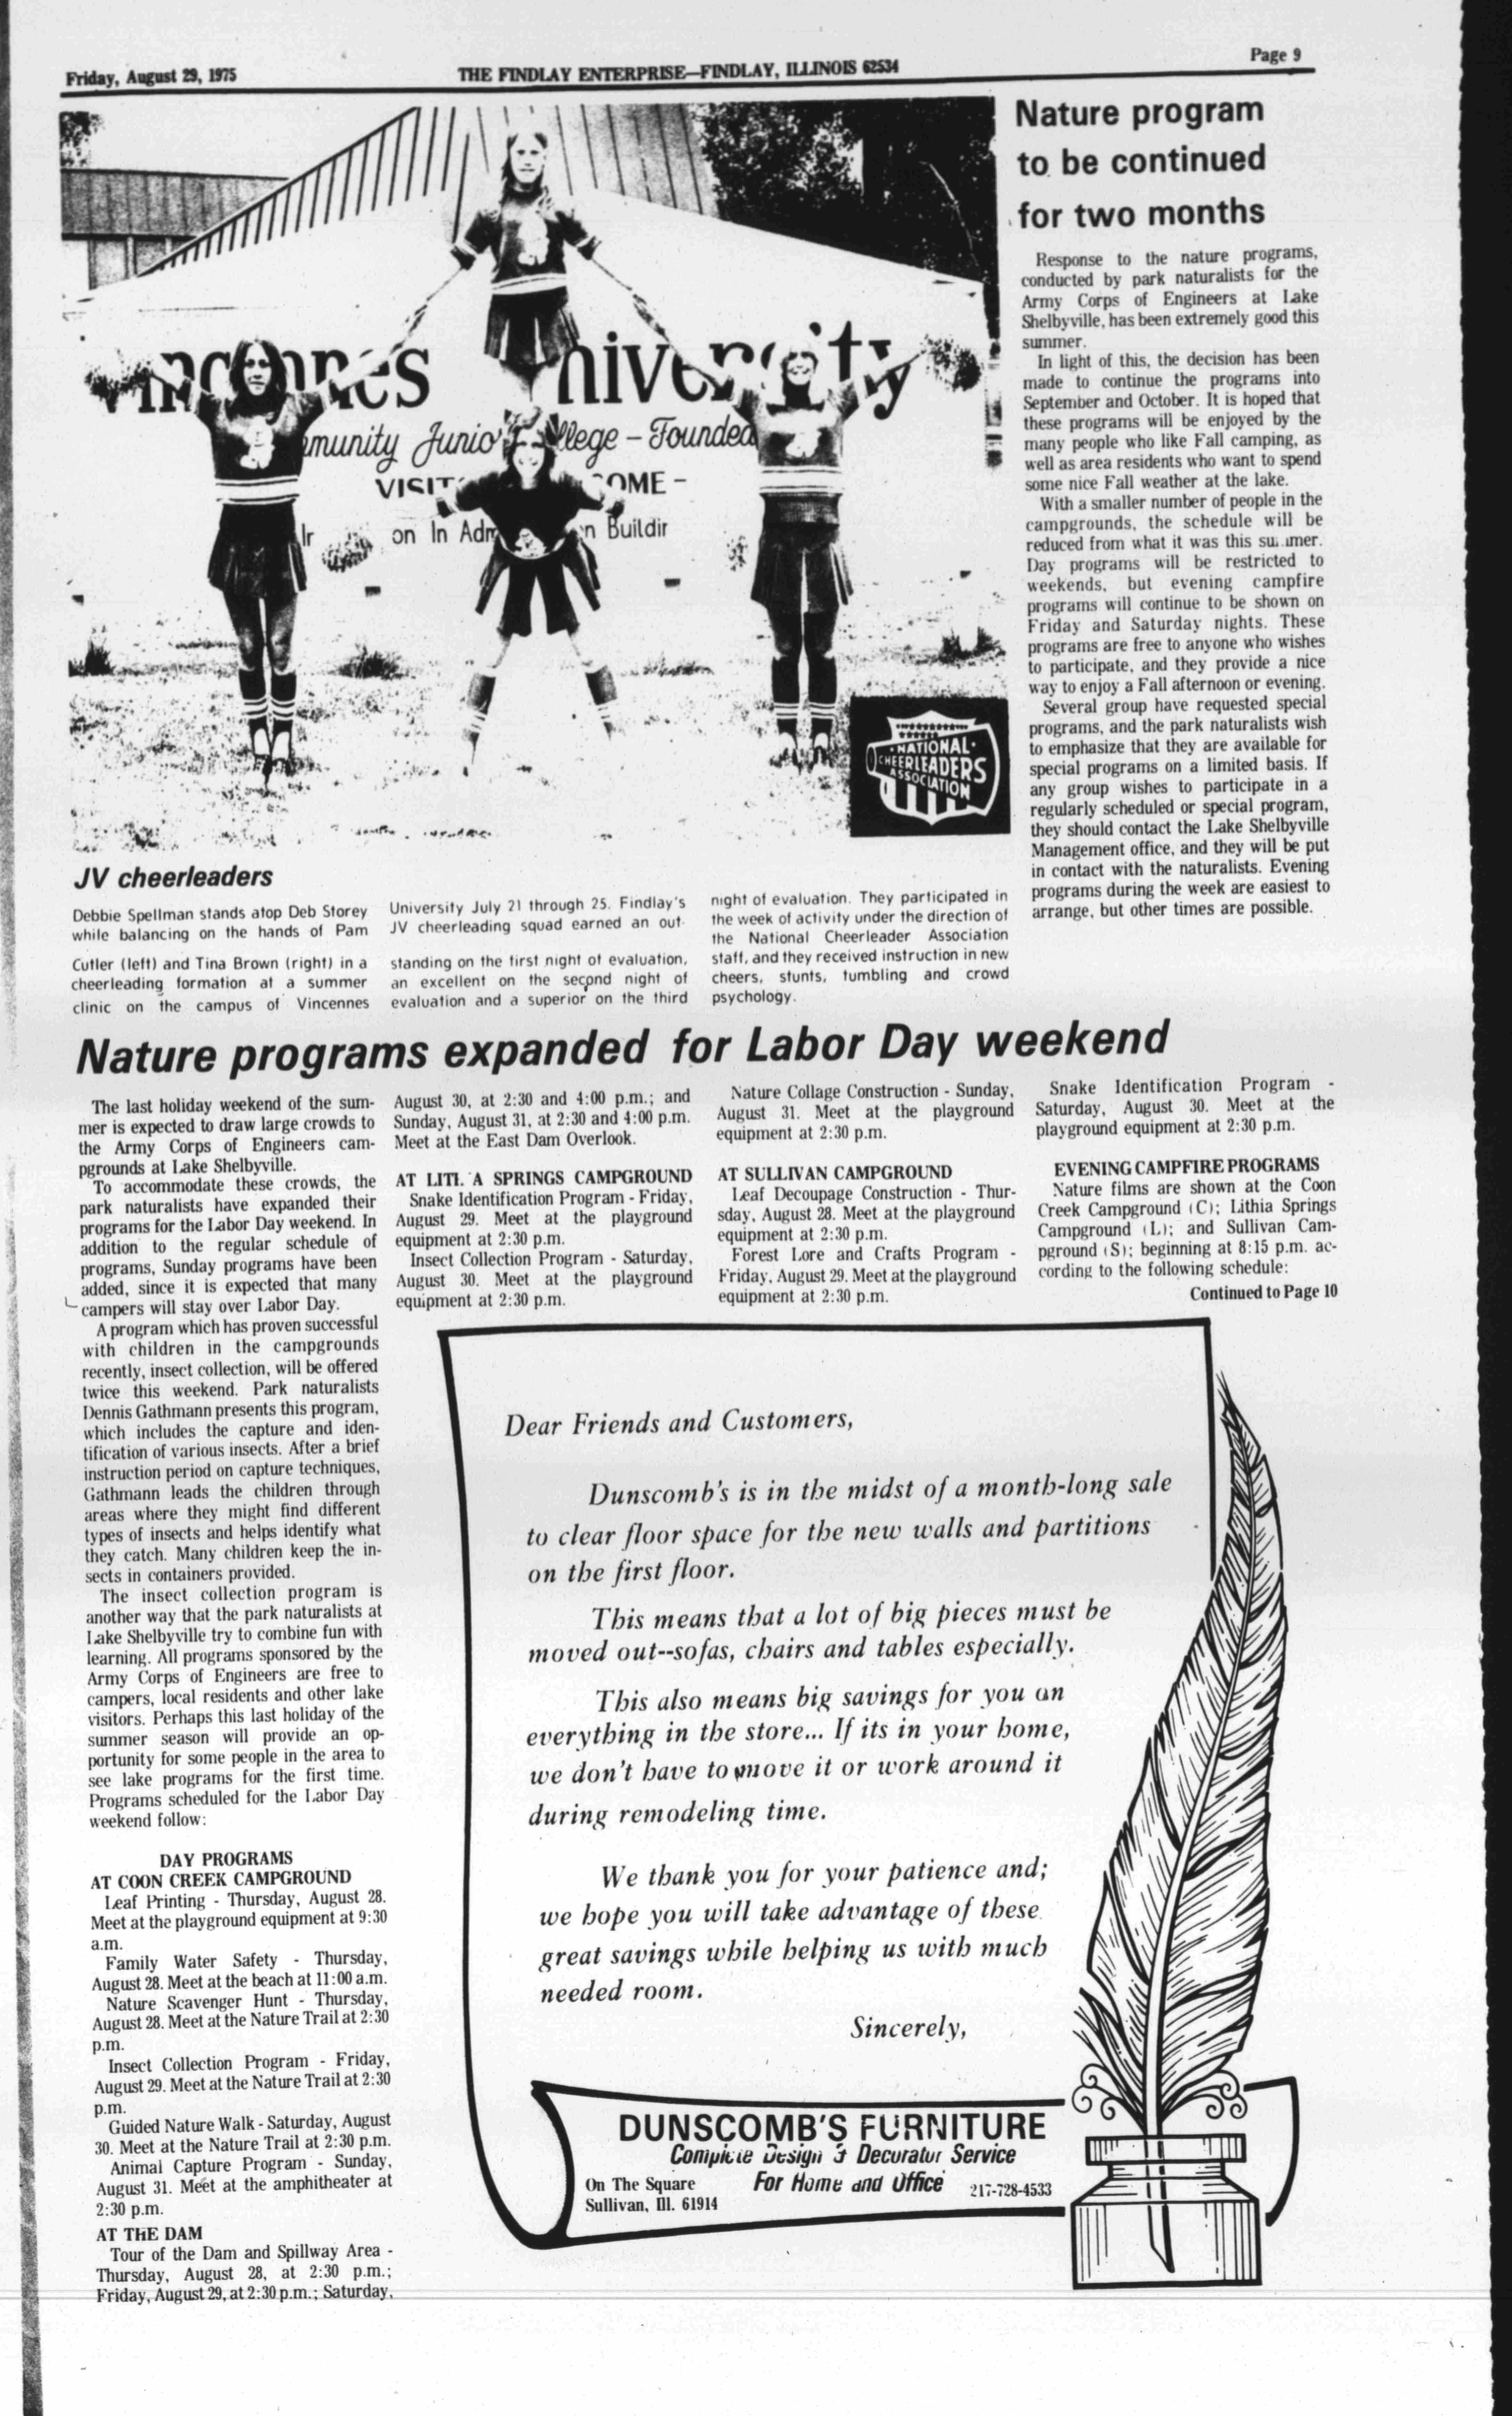 Friday, August 29, 1975
THE FINDLAY ENTERPRISE—FINDLAY, ILLINOIS 62534
Page 9
niversity
munity Junio llege - Founded
VISIT OME -
on In Adm n Buildin
NATIONAL
CHEERLEADERS
ASSOCIATION
JV cheerleaders
Debbie Spellman stands atop Deb Storey
while balancing on the hands of Pam
Cutler (left) and Tina Brown (right) in a
cheerleading formation at a summer
clinic on the campus of Vincennes
University July 21 through 25. Findlay's
JV cheerleading squad earned an out-
standing on the first night of evaluation,
an excellent on the second night of
evaluation and a superior on the third
night of evaluation. They participated in
the week of activity under the direction of
the National Cheerleader Association
staff, and they received instruction in new
cheers, stunts, tumbling and crowd
psychology.
Nature program
to be continued
for two months
Response to the nature programs,
conducted by park naturalists for the
Army Corps of Engineers at Lake
Shelbyville, has been extremely good this
summer.
In light of this, the decision has been
made to continue the programs into
September and October. It is hoped that
these programs will be enjoyed by the
many people who like Fall camping, as
well as area residents who want to spend
some nice Fall weather at the lake.
With a smaller number of people in the
campgrounds, the schedule will be
reduced from what it was this summer.
Day programs will be restricted to
weekends, but evening campfire
programs will continue to be shown on
Friday and Saturday nights. These
programs are free to anyone who wishes
to participate, and they provide a nice
way to enjoy a Fall afternoon or evening.
Several group have requested special
programs, and the park naturalists wish
to emphasize that they are available for
special programs on a limited basis. If
any group wishes to participate in a
regularly scheduled or special program,
they should contact the Lake Shelbyville
Management office, and they will be put
in contact with the naturalists. Evening
programs during the week are easiest to
arrange, but other times are possible.
Nature programs expanded for Labor Day weekend
The last holiday weekend of the sum-
mer is expected to draw large crowds to
the Army Corps of Engineers cam-
pgrounds at Lake Shelbyville.
To accommodate these crowds, the
park naturalists have expanded their
programs for the Labor Day weekend. In
addition to the regular schedule of
programs, Sunday programs have been
added, since it is expected that many
campers will stay over Labor Day.
A program which has proven successful
with children in the campgrounds
recently, insect collection, will be offered
twice this weekend. Park naturalists
Dennis Gathmann presents this program,
which includes the capture and iden-
tification of various insects. After a brief
instruction period on capture techniques,
Gathmann leads the children through
areas where they might find different
types of insects and helps identify what
they catch. Many children keep the in-
sects in containers provided.
The insect collection program is
another way that the park naturalists at
Lake Shelbyville try to combine fun with
learning. All programs sponsored by the
Army Corps of Engineers are free to
campers, local residents and other lake
visitors. Perhaps this last holiday of the
summer season will provide an op-
portunity for some people in the area to
see lake programs for the first time.
Programs scheduled for the Labor Day
weekend follow:
DAY PROGRAMS
AT COON CREEK CAMPGROUND
Leaf Printing - Thursday, August 28.
Meet at the playground equipment at 9:30
a.m.
Family Water Safety - Thursday,
August 28. Meet at the beach at 11:00 a.m.
Nature Scavenger Hunt - Thursday,
August 28. Meet at the Nature Trail at 2:30
p.m.
Insect Collection Program - Friday,
August 29. Meet at the Nature Trail at 2:30
p.m.
Guided Nature Walk - Saturday, August
30. Meet at the Nature Trail at 2:30 p.m.
Animal Capture Program - Sunday,
August 31. Meet at the amphitheater at
2:30 p.m.
AT THE DAM
Tour of the Dam and Spillway Area -
Thursday, August 28, at 2:30 p.m.;
Friday, August 29, at 2:30 p.m.; Saturday,
August 30, at 2:30 and 4:00 p.m.; and
Sunday, August 31, at 2:30 and 4:00 p.m.
Meet at the East Dam Overlook.
AT LITHIA SPRINGS CAMPGROUND
Snake Identification Program - Friday,
August 29. Meet at the playground
equipment at 2:30 p.m.
Insect Collection Program - Saturday,
August 30. Meet at the playground
equipment at 2:30 p.m.
Nature Collage Construction - Sunday,
August 31. Meet at the playground
equipment at 2:30 p.m.
AT SULLIVAN CAMPGROUND
Leaf Decoupage Construction - Thur-
sday, August 28. Meet at the playground
equipment at 2:30 p.m.
Forest Lore and Crafts Program -
Friday, August 29. Meet at the playground
equipment at 2:30 p.m.
Snake Identification Program -
Saturday, August 30. Meet at the
playground equipment at 2:30 p.m.
EVENING CAMPFIRE PROGRAMS
Nature films are shown at the Coon
Creek Campground (C); Lithia Springs
Campground (L); and Sullivan Cam-
pground (S); beginning at 8:15 p.m. ac-
cording to the following schedule:
Continued to Page 10
Dear Friends and Customers,
Dunscomb's is in the midst of a month-long sale
to clear floor space for the new walls and partitions
on the first floor.
This means that a lot of big pieces must be
moved out--sofas, chairs and tables especially.
This also means big savings for you on
everything in the store... If its in your home,
we don't have to move it or work around it
during remodeling time.
We thank you for your patience and;
we hope you will take advantage of these
great savings while helping us with much
needed room.
Sincerely,
DUNSCOMB'S FURNITURE
Complete Design & Decorator Service
For Home and Office
On The Square
Sullivan, Ill. 61914
217-728-4533